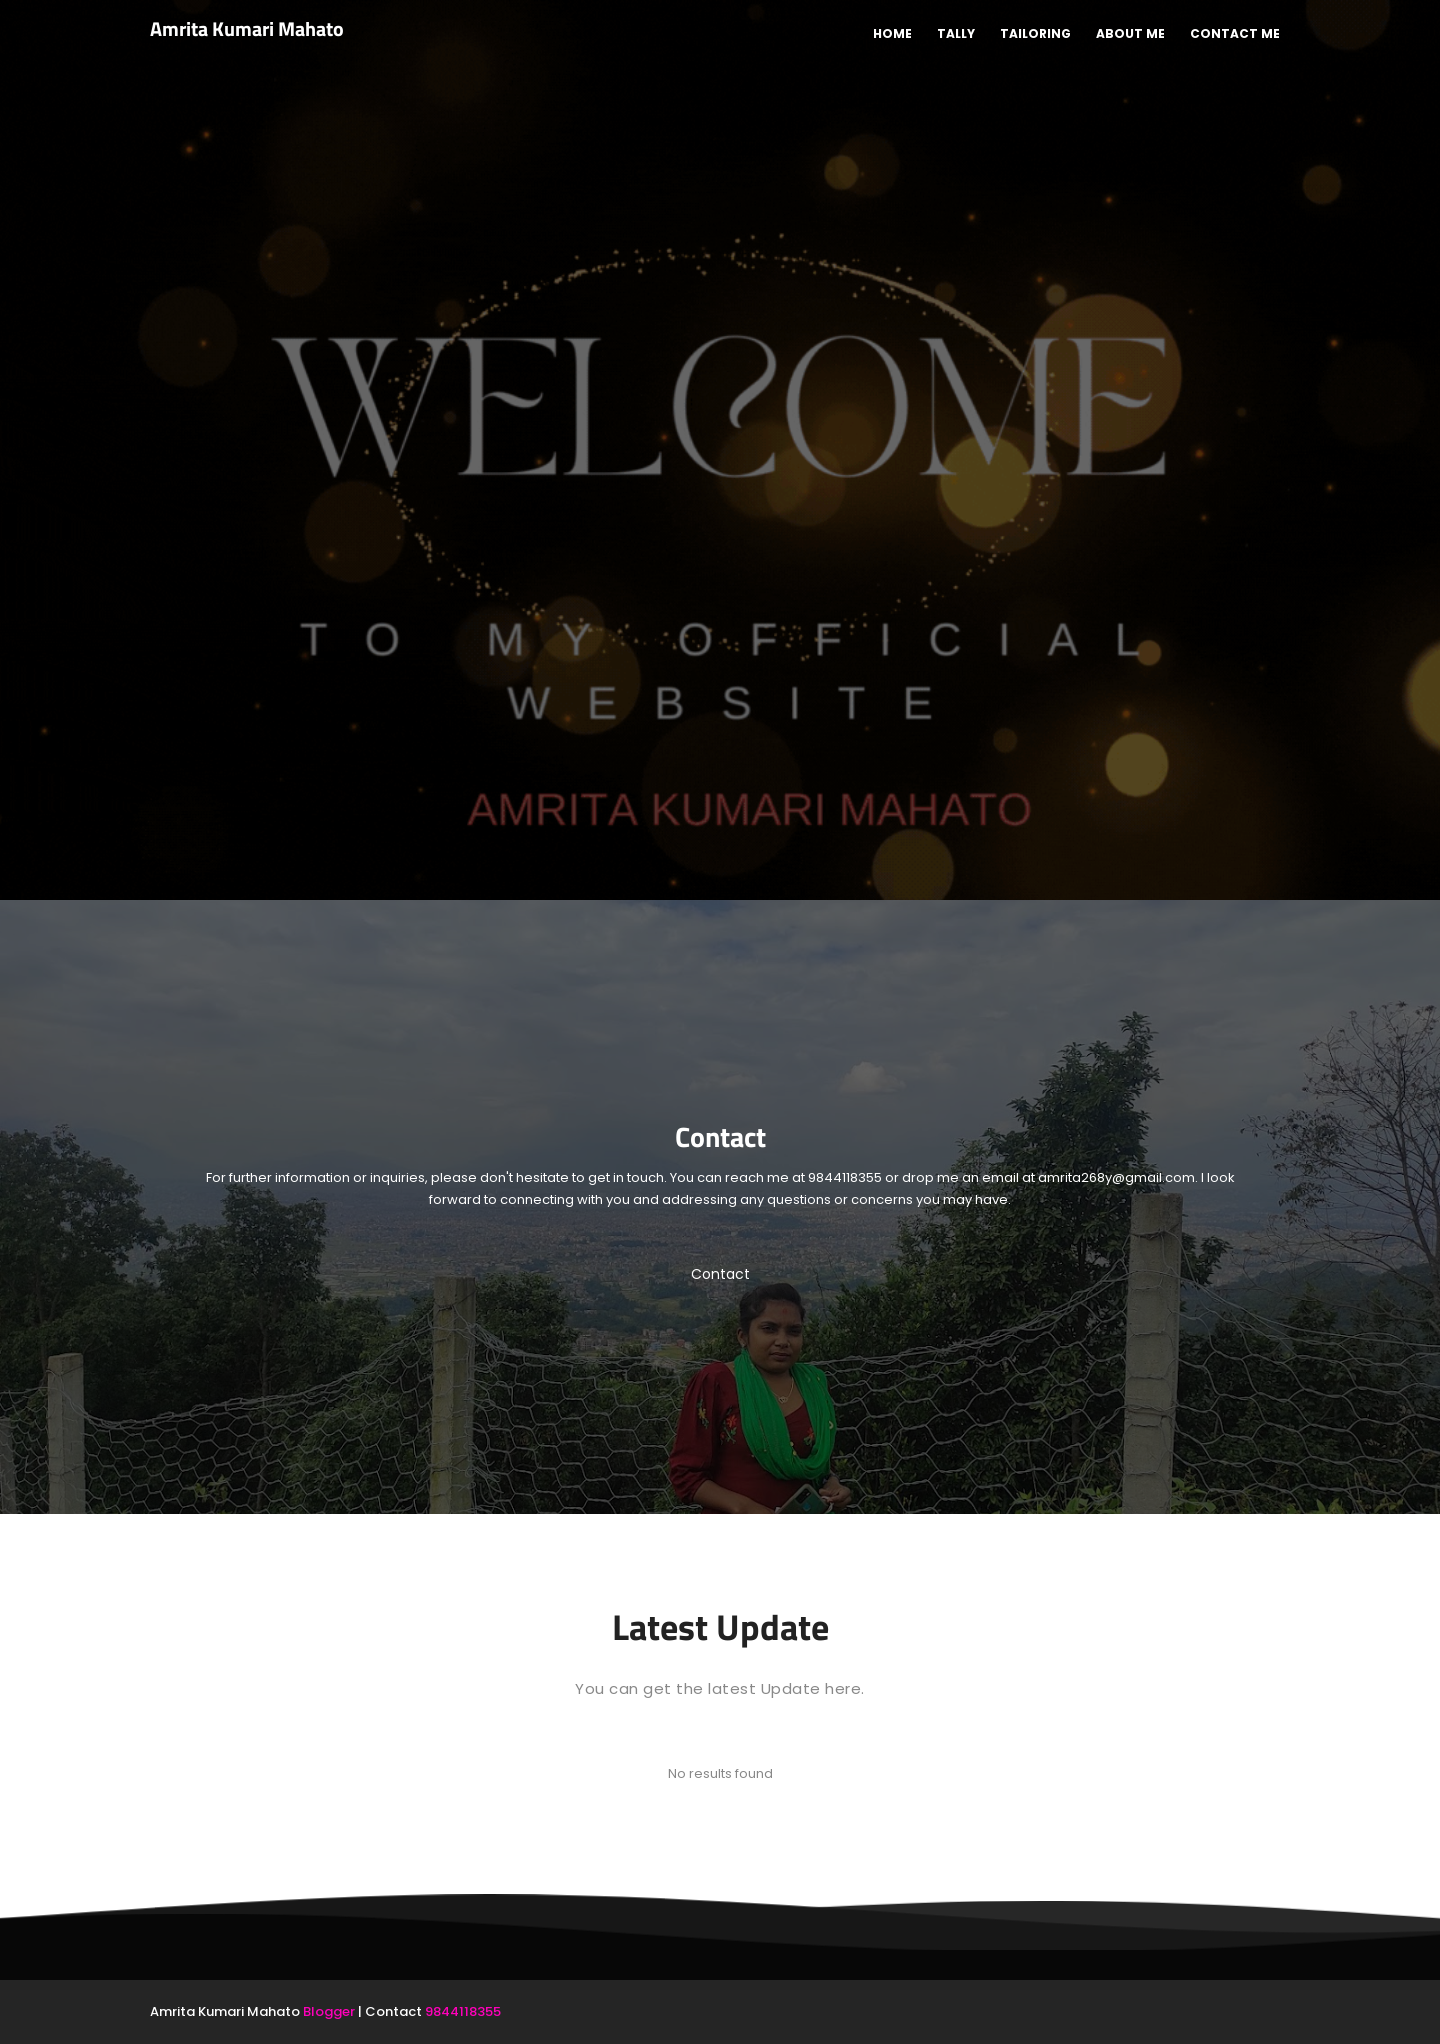 Amrita Kumari Mahato
HOME TALLY TAILORING ABOUT ME CONTACT ME
WELCOME
TO MY OFFICIAL
WEBSITE
AMRITA KUMARI MAHATO
Contact
For further information or inquiries, please don't hesitate to get in touch. You can reach me at 9844118355 or drop me an email at amrita268y@gmail.com. I look
forward to connecting with you and addressing any questions or concerns you may have.
Contact
Latest Update
You can get the latest Update here.
No results found
Amrita Kumari Mahato Blogger | Contact 9844118355